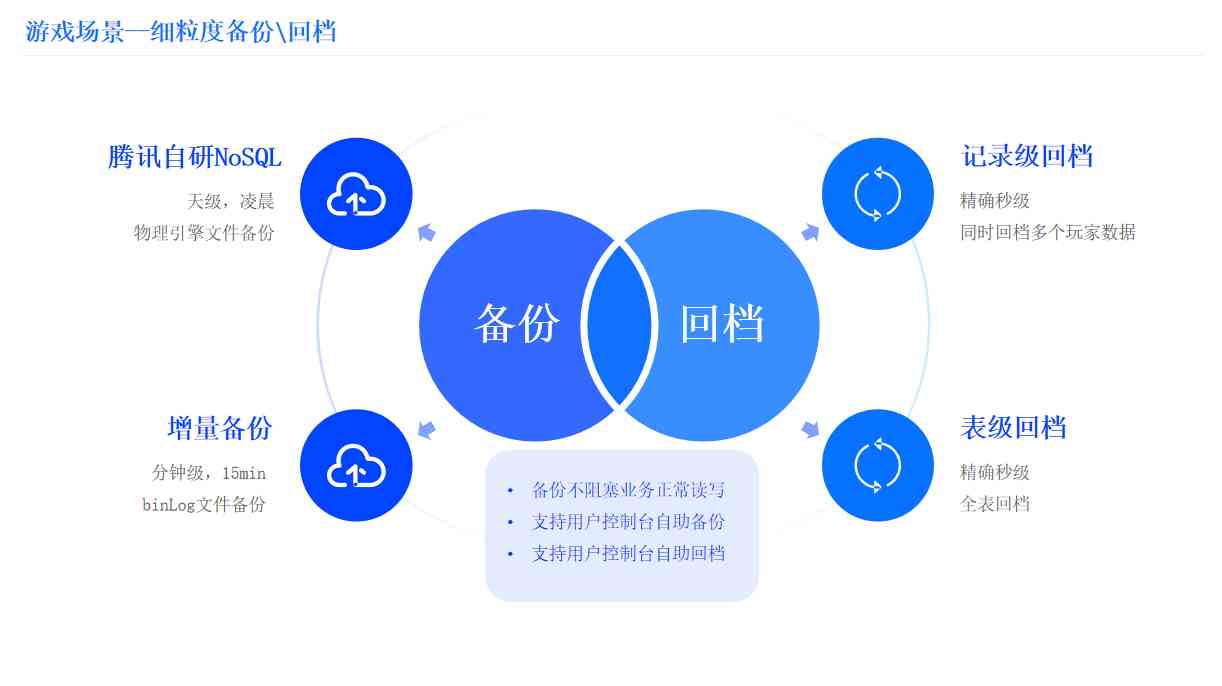 游戏场景—细粒度备份\回档
腾讯自研NoSQL
天级，凌晨
物理引擎文件备份
增量备份
分钟级，15min
binLog文件备份
备份
回档
记录级回档
精确秒级
同时回档多个玩家数据
表级回档
精确秒级
全表回档
• 备份不阻塞业务正常读写
• 支持用户控制台自助备份
• 支持用户控制台自助回档